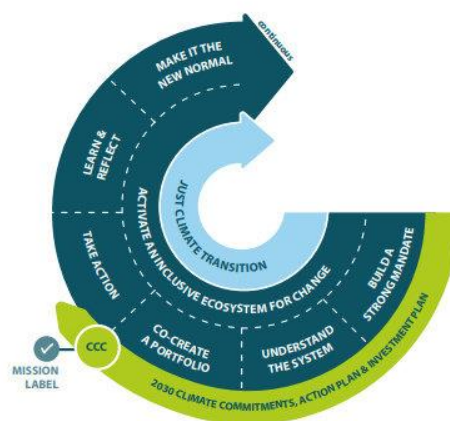 continuous
MAKE IT THE
NEW NORMAL
LEARN &
REFLECT
TAKE ACTION
CO-CREATE
A PORTFOLIO
UNDERSTAND
THE SYSTEM
BUILD A
STRONG MANDATE
ACTIVATE AN INCLUSIVE ECOSYSTEM FOR CHANGE
JUST CLIMATE TRANSITION
CCC
MISSION
LABEL
2030 CLIMATE COMMITMENTS, ACTION PLAN & INVESTMENT PLAN